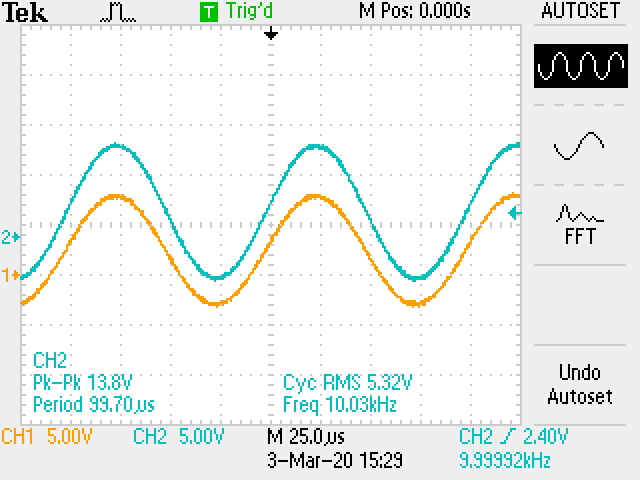 Tek T Trig'd M Pos: 0.000s AUTOSET
FFT
2
1
CH2
Pk-Pk 13.8V Cyc RMS 5.32V
Period 99.70µs Freq 10.03kHz
Undo
Autoset
CH1 5.00V CH2 5.00V M 25.0µs CH2 2.40V
3-Mar-20 15:29 9.99992kHz